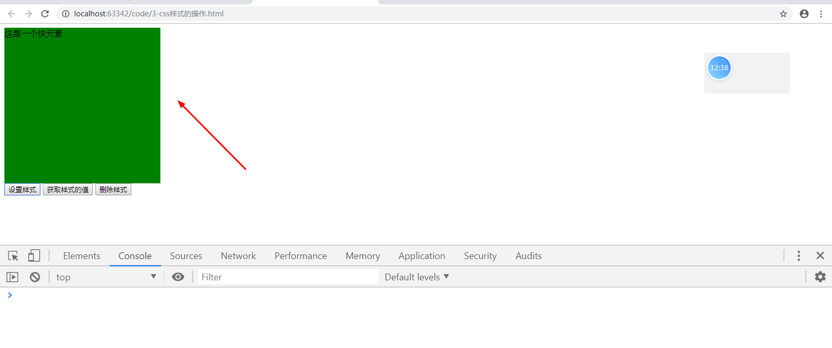 localhost:63342/code/3-css样式的操作.html
这是一个快元素
12:38
设置样式 获取样式的值 删除样式
Elements Console Sources Network Performance Memory Application Security Audits
top Filter Default levels